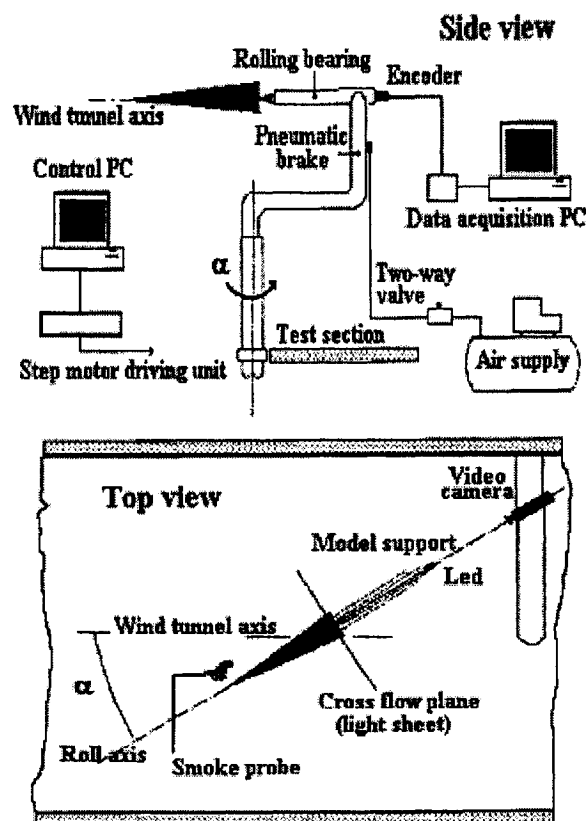 Side view
Rolling bearing
Encoder
Wind tunnel axis
Pneumatic
brake
Control PC
Data acquisition PC
α
Two-way
valve
Test section
Step motor driving unit
Air supply
Top view
Video
camera
Model support
Led
Wind tunnel axis
α
Cross flow plane
(light sheet)
Roll axis
Smoke probe